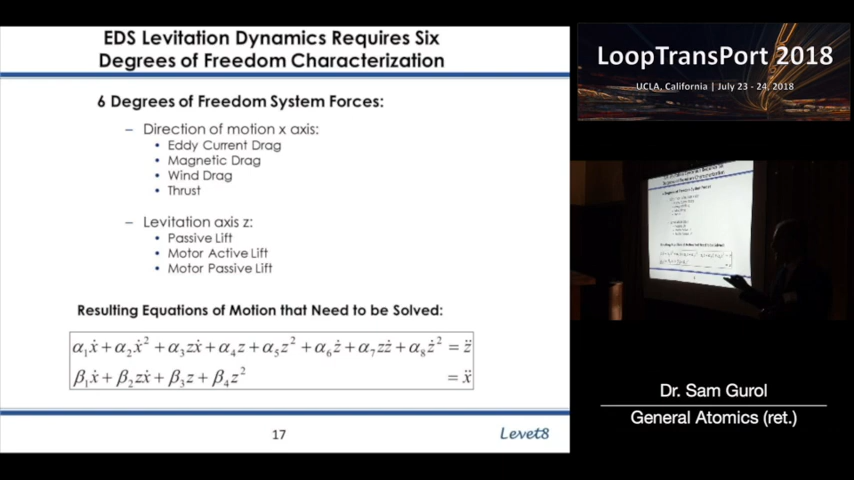 EDS Levitation Dynamics Requires Six
Degrees of Freedom Characterization
6 Degrees of Freedom System Forces:
– Direction of motion x axis:
• Eddy Current Drag
• Magnetic Drag
• Wind Drag
• Thrust
– Levitation axis z:
• Passive Lift
• Motor Active Lift
• Motor Passive Lift
Resulting Equations of Motion that Need to be Solved:
α₁ẋ + α₂ẋ² + α₃zẋ + α₄z + α₅z² + α₆ż + α₇zż + α₈ż² = z̈
β₁ẋ + β₂zẋ + β₃z + β₄z² = ẍ
17
Levet8
LoopTransPort 2018
UCLA, California | July 23 - 24, 2018
Dr. Sam Gurol
General Atomics (ret.)